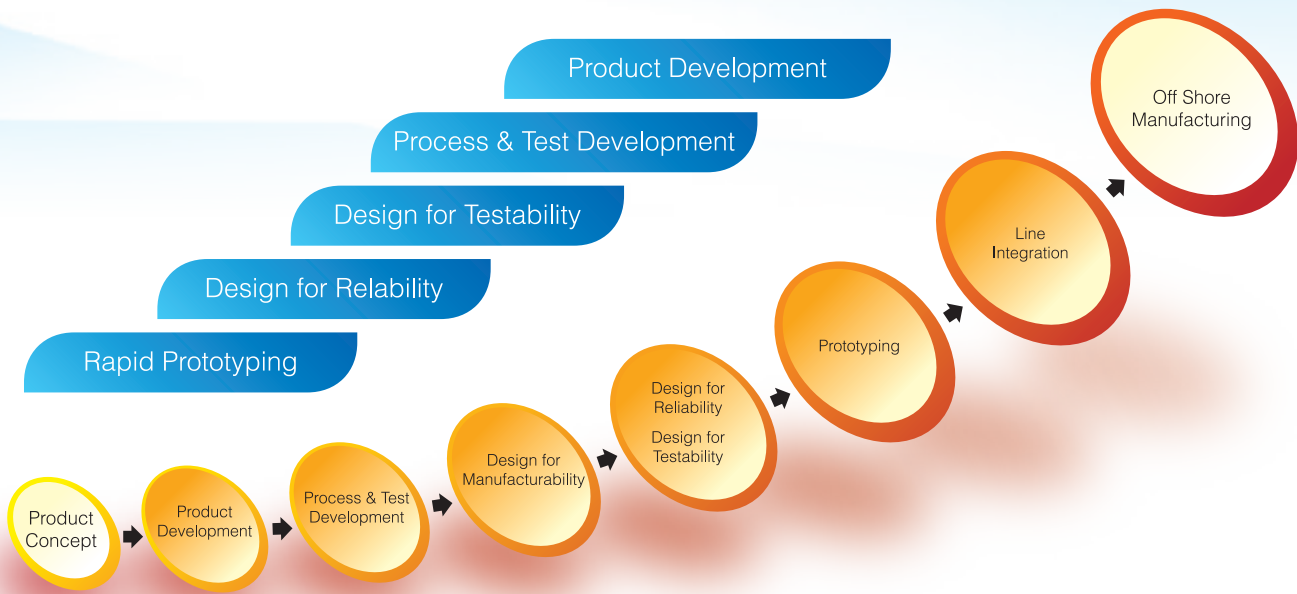 Product Development
Process & Test Development
Design for Testability
Design for Relability
Rapid Prototyping
Product
Concept
Product
Development
Process & Test
Development
Design for
Manufacturability
Design for
Reliability
Design for
Testability
Prototyping
Line
Integration
Off Shore
Manufacturing